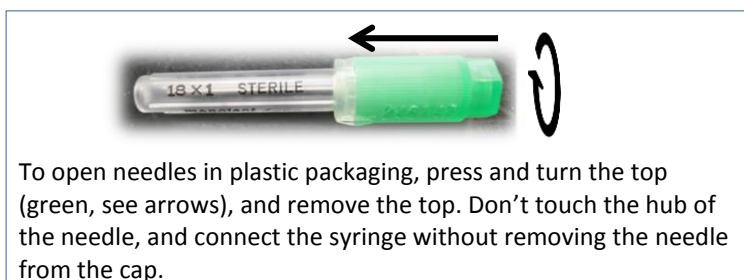 18 X 1 STERILE
To open needles in plastic packaging, press and turn the top
(green, see arrows), and remove the top. Don’t touch the hub of
the needle, and connect the syringe without removing the needle
from the cap.